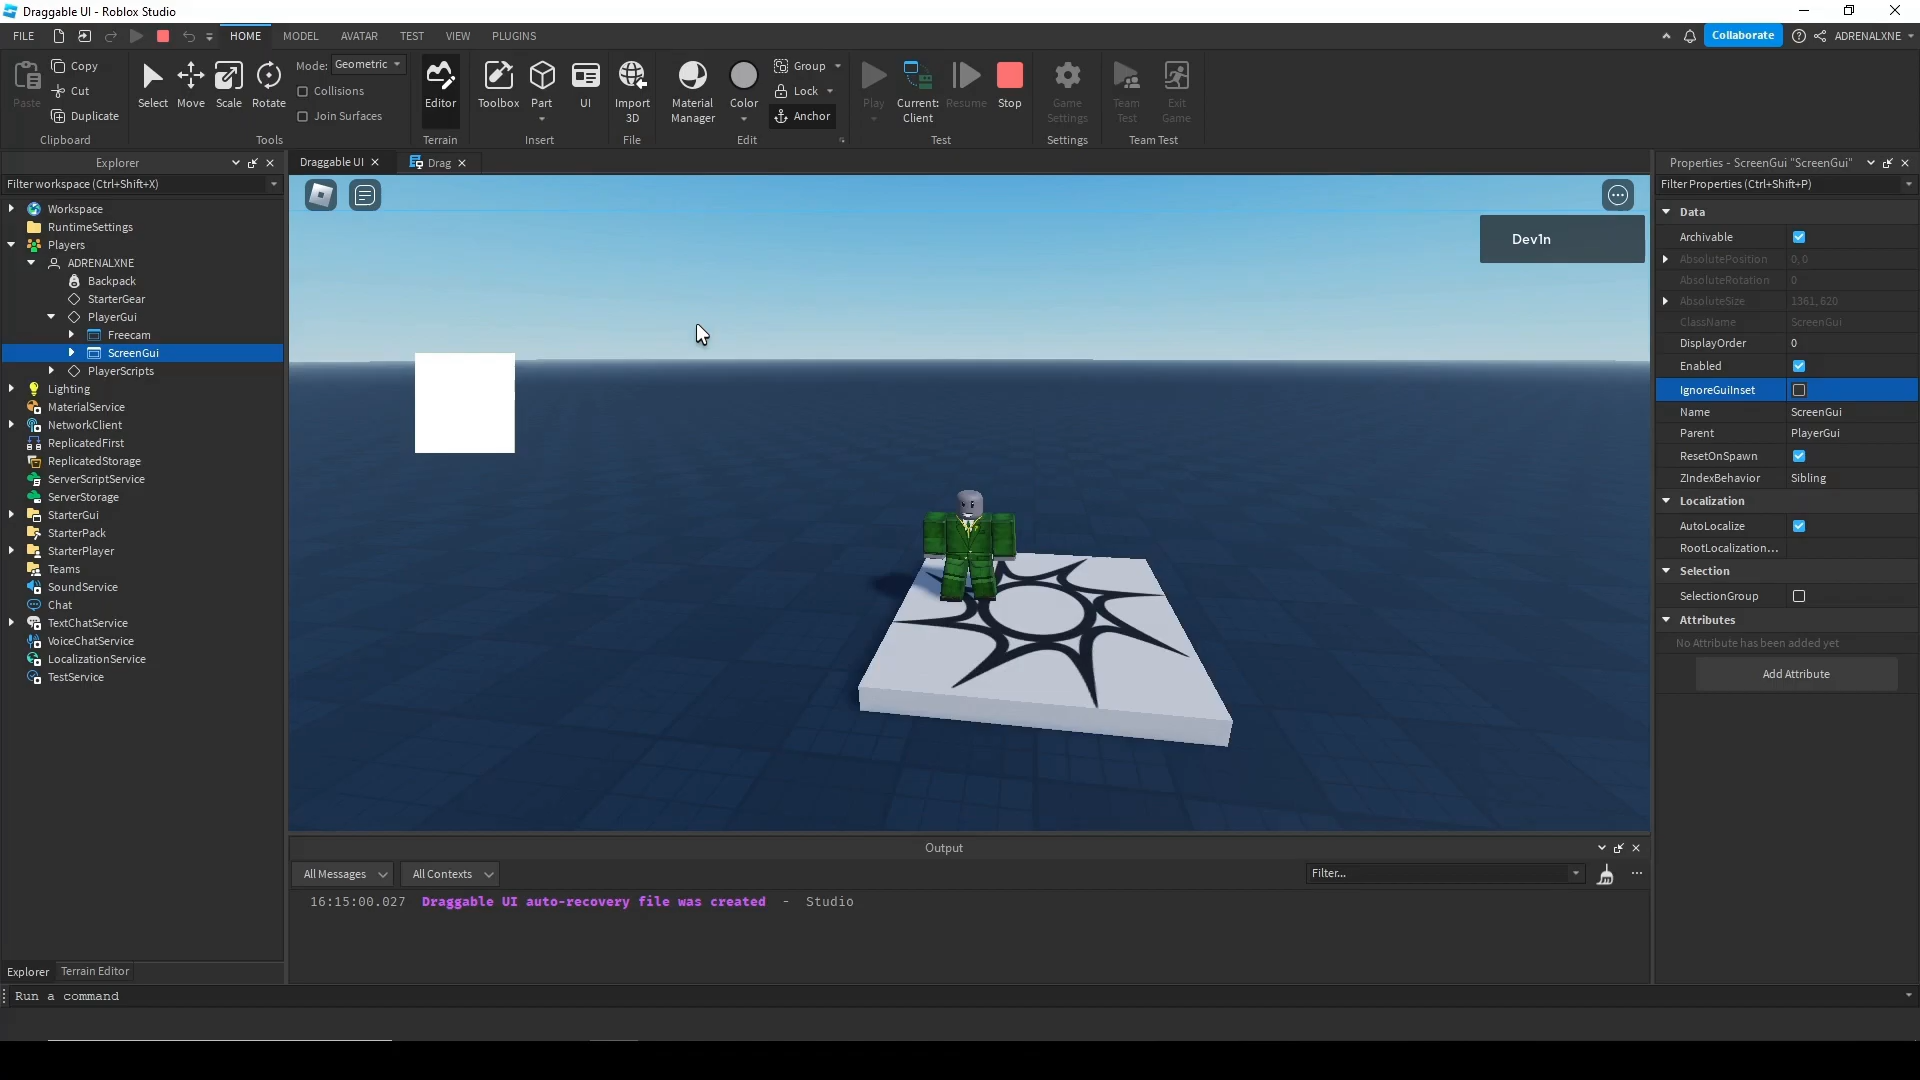 Draggable UI - Roblox Studio
FILE
HOME
MODEL
AVATAR
TEST
VIEW
PLUGINS
Collaborate
ADRENALXNE
Paste
Copy
Cut
Duplicate
Clipboard
Select
Move
Scale
Rotate
Mode:
Geometric
Collisions
Join Surfaces
Tools
Editor
Terrain
Toolbox
Part
UI
Insert
Import
3D
File
Material
Manager
Color
Group
Lock
Anchor
Edit
Play
Current:
Client
Resume
Stop
Test
Game
Settings
Settings
Team
Test
Exit
Game
Team Test
Explorer
Filter workspace (Ctrl+Shift+X)
Workspace
RuntimeSettings
Players
ADRENALXNE
Backpack
StarterGear
PlayerGui
Freecam
ScreenGui
PlayerScripts
Lighting
MaterialService
NetworkClient
ReplicatedFirst
ReplicatedStorage
ServerScriptService
ServerStorage
StarterGui
StarterPack
StarterPlayer
Teams
SoundService
Chat
TextChatService
VoiceChatService
LocalizationService
TestService
Explorer
Terrain Editor
Run a command
Draggable UI
Drag
Dev1n
Output
All Messages
All Contexts
Filter...
16:15:00.027 Draggable UI auto-recovery file was created - Studio
Properties - ScreenGui "ScreenGui"
Filter Properties (Ctrl+Shift+P)
Data
Archivable
AbsolutePosition 0, 0
AbsoluteRotation 0
AbsoluteSize 1361, 620
ClassName ScreenGui
DisplayOrder 0
Enabled
IgnoreGuiInset
Name ScreenGui
Parent PlayerGui
ResetOnSpawn
ZIndexBehavior Sibling
Localization
AutoLocalize
RootLocalization...
Selection
SelectionGroup
Attributes
No Attribute has been added yet
Add Attribute